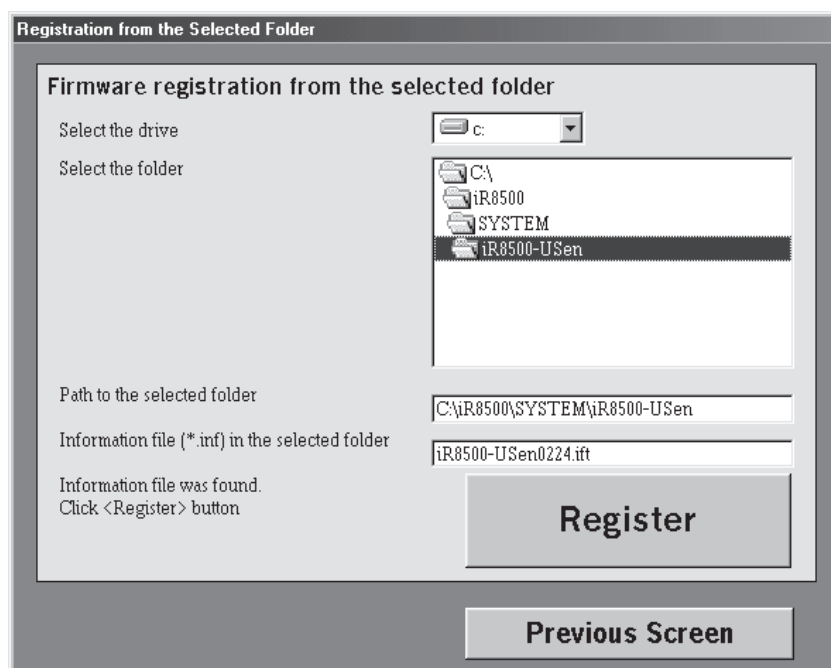 Registration from the Selected Folder
Firmware registration from the selected folder
Select the drive
c:
Select the folder
C:\
iR8500
SYSTEM
iR8500-USen
Path to the selected folder
C:\iR8500\SYSTEM\iR8500-USen
Information file (*.inf) in the selected folder
iR8500-USen0224.ift
Information file was found.
Click <Register> button
Register
Previous Screen